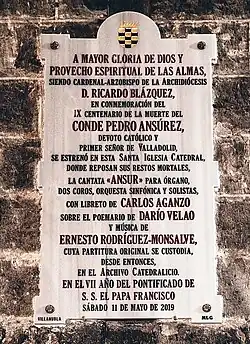 A MAYOR GLORIA DE DIOS Y
PROVECHO ESPIRITUAL DE LAS ALMAS,
SIENDO CARDENAL-ARZOBISPO DE LA ARCHIDIÓCESIS
D. RICARDO BLÁZQUEZ,
EN CONMEMORACIÓN DEL
IX CENTENARIO DE LA MUERTE DEL
CONDE PEDRO ANSÚREZ,
DEVOTO CATÓLICO Y
PRIMER SEÑOR DE VALLADOLID,
SE ESTRENÓ EN ESTA SANTA IGLESIA CATEDRAL,
DONDE REPOSAN SUS RESTOS MORTALES,
LA CANTATA «ANSUR» PARA ÓRGANO,
DOS COROS, ORQUESTA SINFÓNICA Y SOLISTAS,
CON LIBRETO DE CARLOS AGANZO
SOBRE EL POEMARIO DE DARÍO VELAO
Y MÚSICA DE
ERNESTO RODRÍGUEZ-MONSALVE,
CUYA PARTITURA ORIGINAL SE CUSTODIA,
DESDE ENTONCES,
EN EL ARCHIVO CATEDRALICIO.
EN EL VII AÑO DEL PONTIFICADO DE
S. S. EL PAPA FRANCISCO
SÁBADO 11 DE MAYO DE 2019
VILLANUBLA